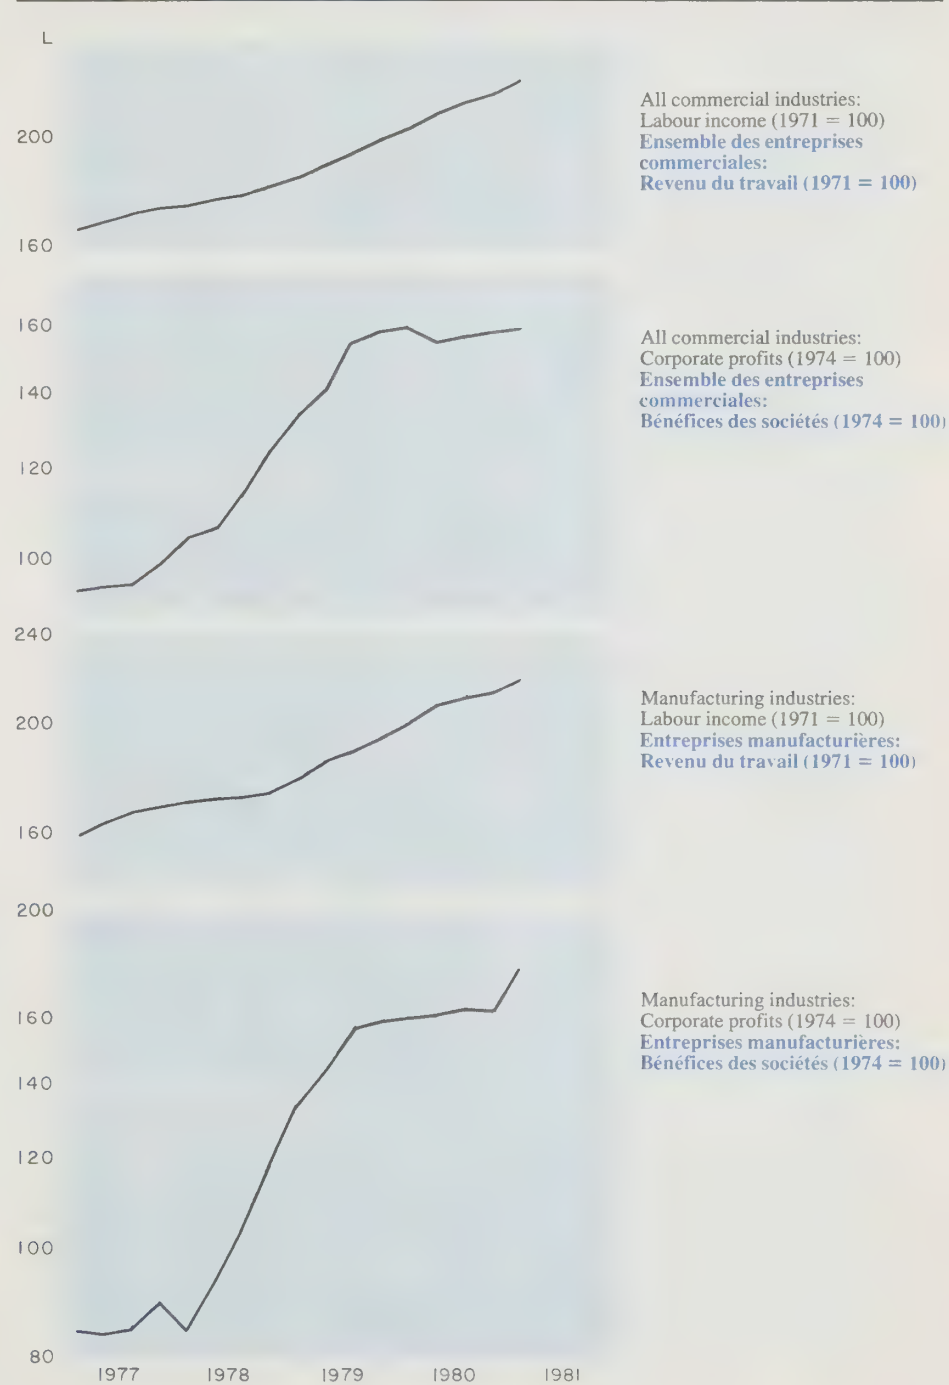 L
200
160
All commercial industries:
Labour income (1971 = 100)
Ensemble des entreprises
commerciales:
Revenu du travail (1971 = 100)
160
140
120
100
All commercial industries:
Corporate profits (1974 = 100)
Ensemble des entreprises
commerciales:
Bénéfices des sociétés (1974 = 100)
240
200
160
Manufacturing industries:
Labour income (1971 = 100)
Entreprises manufacturières:
Revenu du travail (1971 = 100)
200
160
140
120
100
80
Manufacturing industries:
Corporate profits (1974 = 100)
Entreprises manufacturières:
Bénéfices des sociétés (1974 = 100)
1977 1978 1979 1980 1981